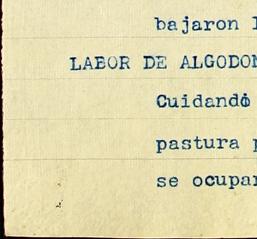 bajaron
LABOR DE ALGODON
Cuidando
pastura p
se ocupar